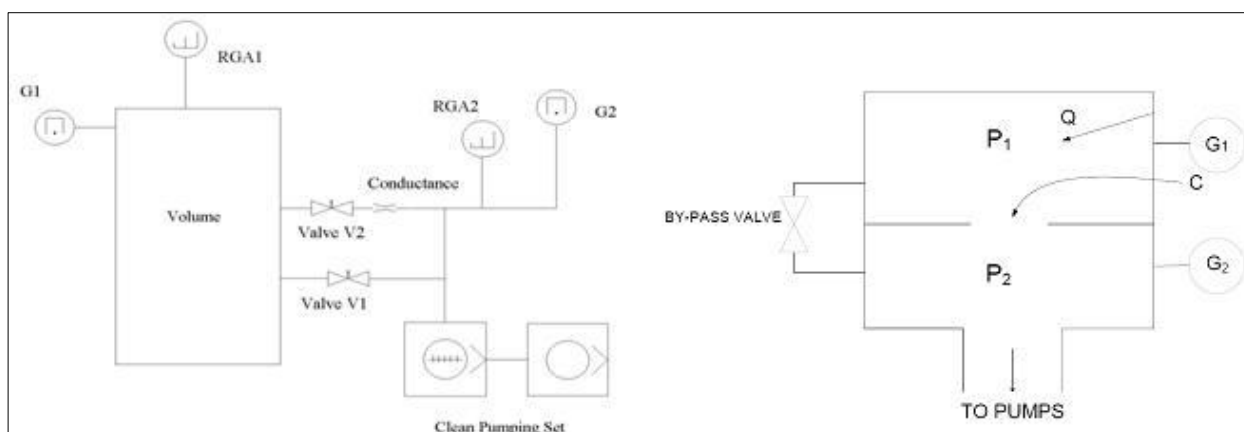 RGA1
G1
RGA2
G2
Conductance
Volume
Valve V2
Valve V1
Clean Pumping Set
Q
P1
G1
C
BY-PASS VALVE
P2
G2
TO PUMPS